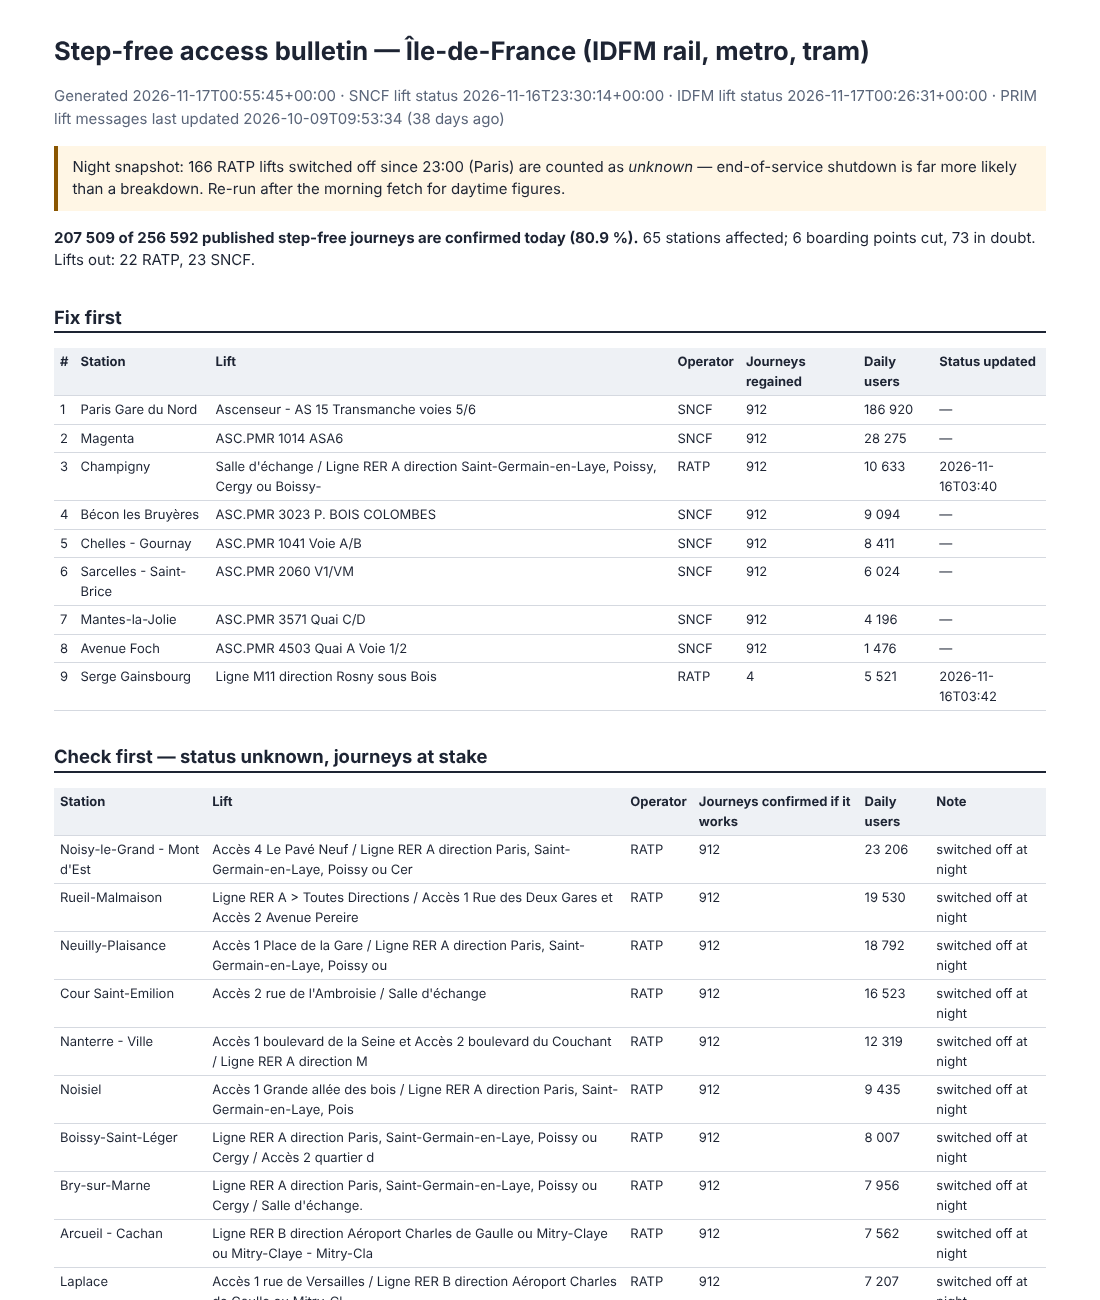 Step-free access bulletin — Île-de-France (IDFM rail, metro, tram)
Generated 2026-11-17T00:55:45+00:00 · SNCF lift status 2026-11-16T23:30:14+00:00 · IDFM lift status 2026-11-17T00:26:31+00:00 · PRIM
lift messages last updated 2026-10-09T09:53:34 (38 days ago)
Night snapshot: 166 RATP lifts switched off since 23:00 (Paris) are counted as unknown — end-of-service shutdown is far more likely
than a breakdown. Re-run after the morning fetch for daytime figures.
207 509 of 256 592 published step-free journeys are confirmed today (80.9 %). 65 stations affected; 6 boarding points cut, 73 in doubt.
Lifts out: 22 RATP, 23 SNCF.
Fix first
# Station Lift Operator Journeys regained Daily users Status updated
1 Paris Gare du Nord Ascenseur - AS 15 Transmanche voies 5/6 SNCF 912 186 920 —
2 Magenta ASC.PMR 1014 ASA6 SNCF 912 28 275 —
3 Champigny Salle d'échange / Ligne RER A direction Saint-Germain-en-Laye, Poissy, Cergy ou Boissy- RATP 912 10 633 2026-11-16T03:40
4 Bécon les Bruyères ASC.PMR 3023 P. BOIS COLOMBES SNCF 912 9 094 —
5 Chelles - Gournay ASC.PMR 1041 Voie A/B SNCF 912 8 411 —
6 Sarcelles - Saint-Brice ASC.PMR 2060 V1/VM SNCF 912 6 024 —
7 Mantes-la-Jolie ASC.PMR 3571 Quai C/D SNCF 912 4 196 —
8 Avenue Foch ASC.PMR 4503 Quai A Voie 1/2 SNCF 912 1 476 —
9 Serge Gainsbourg Ligne M11 direction Rosny sous Bois RATP 4 5 521 2026-11-16T03:42
Check first — status unknown, journeys at stake
Station Lift Operator Journeys confirmed if it works Daily users Note
Noisy-le-Grand - Mont d'Est Accès 4 Le Pavé Neuf / Ligne RER A direction Paris, Saint-Germain-en-Laye, Poissy ou Cer RATP 912 23 206 switched off at night
Rueil-Malmaison Ligne RER A > Toutes Directions / Accès 1 Rue des Deux Gares et Accès 2 Avenue Pereire RATP 912 19 530 switched off at night
Neuilly-Plaisance Accès 1 Place de la Gare / Ligne RER A direction Paris, Saint-Germain-en-Laye, Poissy ou RATP 912 18 792 switched off at night
Cour Saint-Emilion Accès 2 rue de l'Ambroisie / Salle d'échange RATP 912 16 523 switched off at night
Nanterre - Ville Accès 1 boulevard de la Seine et Accès 2 boulevard du Couchant / Ligne RER A direction M RATP 912 12 319 switched off at night
Noisiel Accès 1 Grande allée des bois / Ligne RER A direction Paris, Saint-Germain-en-Laye, Pois RATP 912 9 435 switched off at night
Boissy-Saint-Léger Ligne RER A direction Paris, Saint-Germain-en-Laye, Poissy ou Cergy / Accès 2 quartier d RATP 912 8 007 switched off at night
Bry-sur-Marne Ligne RER A direction Paris, Saint-Germain-en-Laye, Poissy ou Cergy / Salle d'échange. RATP 912 7 956 switched off at night
Arcueil - Cachan Ligne RER B direction Aéroport Charles de Gaulle ou Mitry-Claye ou Mitry-Claye - Mitry-Cla RATP 912 7 562 switched off at night
Laplace Accès 1 rue de Versailles / Ligne RER B direction Aéroport Charles RATP 912 7 207 switched off at